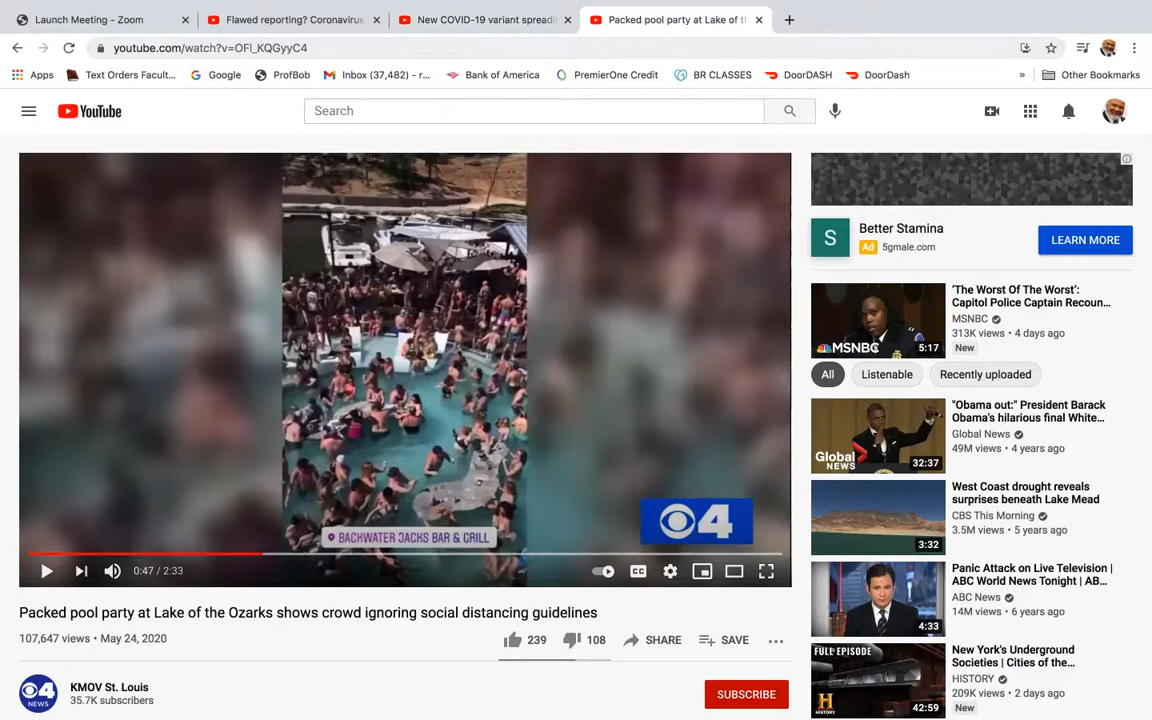 Launch Meeting - Zoom
Flawed reporting? Coronavirus
New COVID-19 variant spreadi
Packed pool party at Lake of th
youtube.com/watch?v=OFl_KQGyyC4
Apps
Text Orders Facult...
Google
ProfBob
Inbox (37,482) - r...
Bank of America
PremierOne Credit
BR CLASSES
DoorDASH
DoorDash
»
Other Bookmarks
YouTube
Search
BACKWATER JACKS BAR & GRILL
4
0:47 / 2:33
CC
Packed pool party at Lake of the Ozarks shows crowd ignoring social distancing guidelines
107,647 views • May 24, 2020
239
108
SHARE
SAVE
4
NEWS
KMOV St. Louis
35.7K subscribers
SUBSCRIBE
S
Better Stamina
Ad
5gmale.com
LEARN MORE
MSNBC
5:17
'The Worst Of The Worst':
Capitol Police Captain Recoun...
MSNBC
313K views • 4 days ago
New
All
Listenable
Recently uploaded
Global
NEWS
32:37
"Obama out:" President Barack
Obama's hilarious final White...
Global News
49M views • 4 years ago
3:32
West Coast drought reveals
surprises beneath Lake Mead
CBS This Morning
3.5M views • 5 years ago
4:33
Panic Attack on Live Television |
ABC World News Tonight | AB...
ABC News
14M views • 6 years ago
FULL EPISODE
H
HISTORY
42:59
New York's Underground
Societies | Cities of the...
HISTORY
209K views • 2 days ago
New